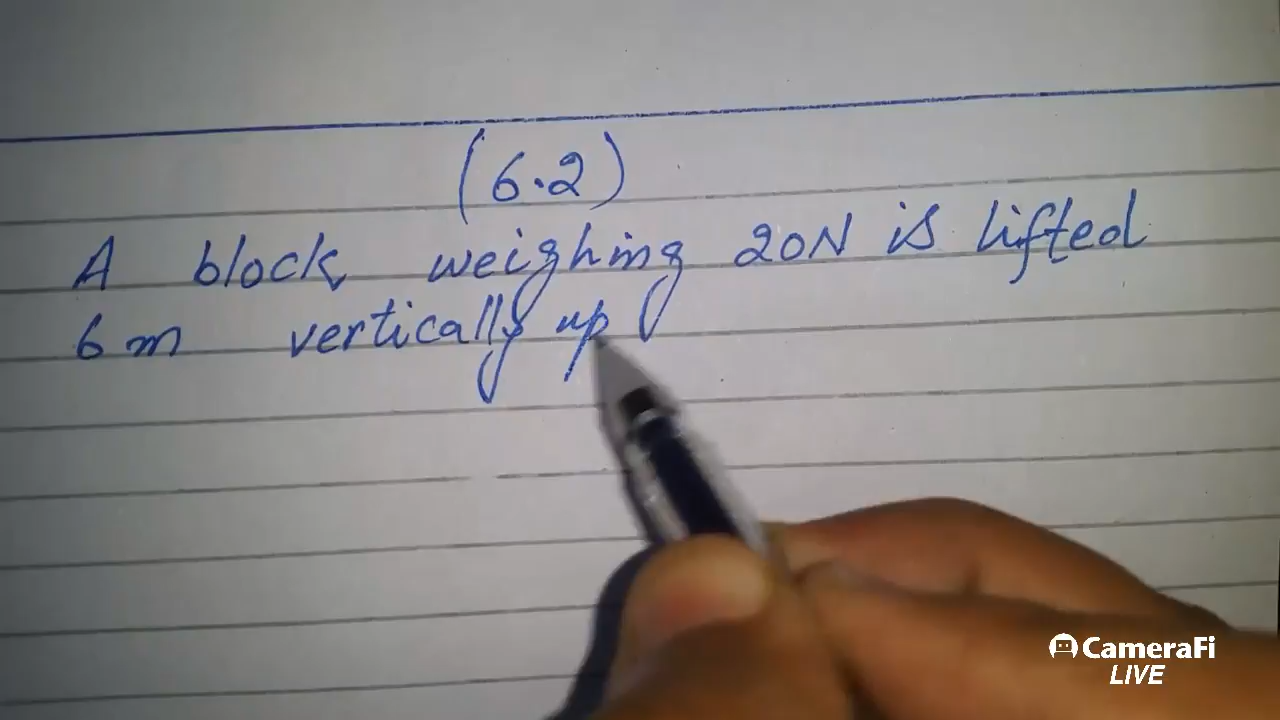 (6.2)
A block weighing 20N is lifted
6 m vertically up
CameraFi
LIVE